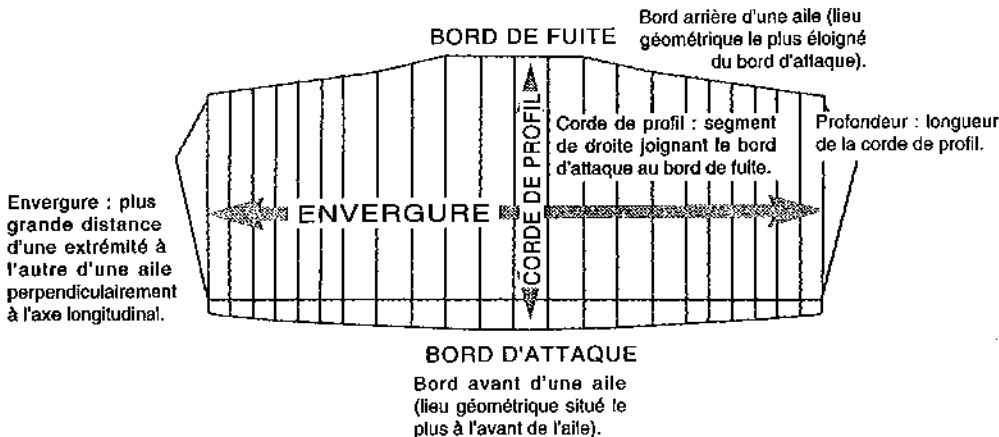 BORD DE FUITE
Bord arrière d'une aile (lieu
géométrique le plus éloigné
du bord d'attaque).
CORDE DE PROFIL
Corde de profil : segment
de droite joignant le bord
d'attaque au bord de fuite.
Profondeur : longueur
de la corde de profil.
Envergure : plus
grande distance
d'une extrémité à
l'autre d'une aile
perpendiculairement
à l'axe longitudinal.
ENVERGURE
BORD D'ATTAQUE
Bord avant d'une aile
(lieu géométrique situé le
plus à l'avant de l'aile).